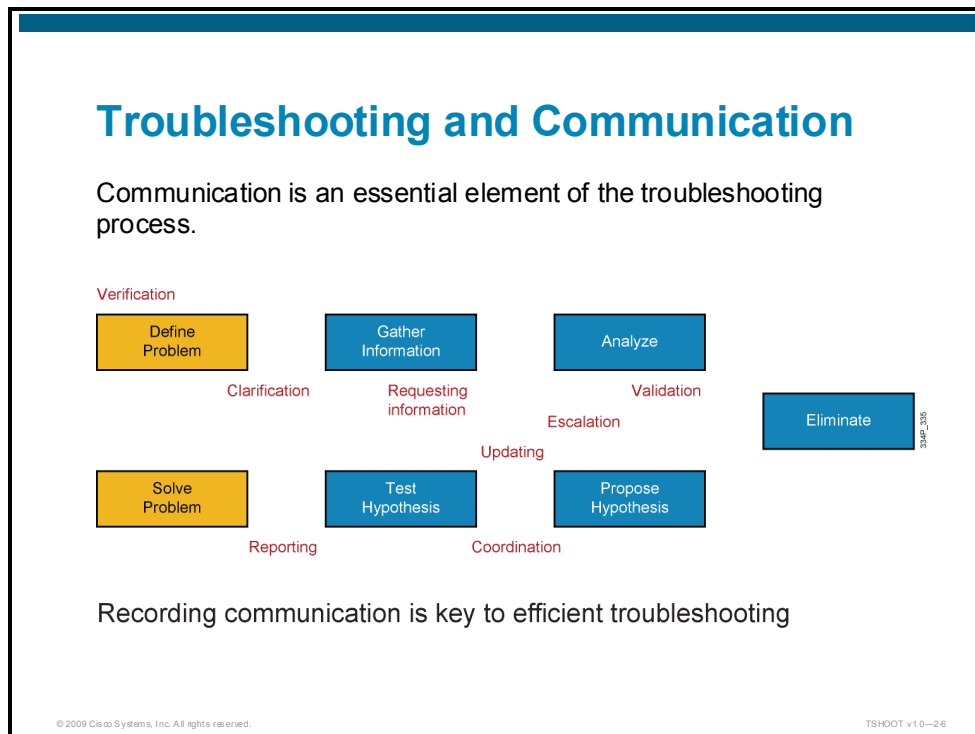 Troubleshooting and Communication
Communication is an essential element of the troubleshooting
process.
Verification
Define
Problem
Gather
Information
Analyze
Clarification
Requesting
information
Validation
Escalation
Eliminate
334P_335
Updating
Solve
Problem
Test
Hypothesis
Propose
Hypothesis
Reporting
Coordination
Recording communication is key to efficient troubleshooting
© 2009 Cisco Systems, Inc. All rights reserved.
TSHOOT v1.0—2-6